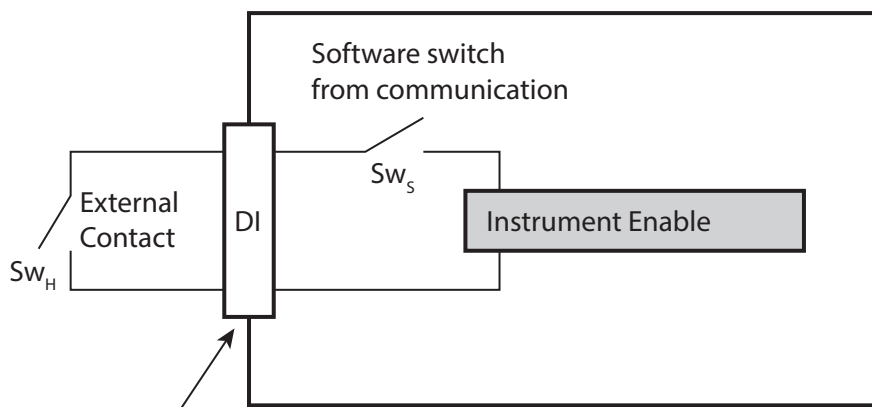 Software switch
from communication
Sw_S
External
Contact
DI
Instrument Enable
Sw_H